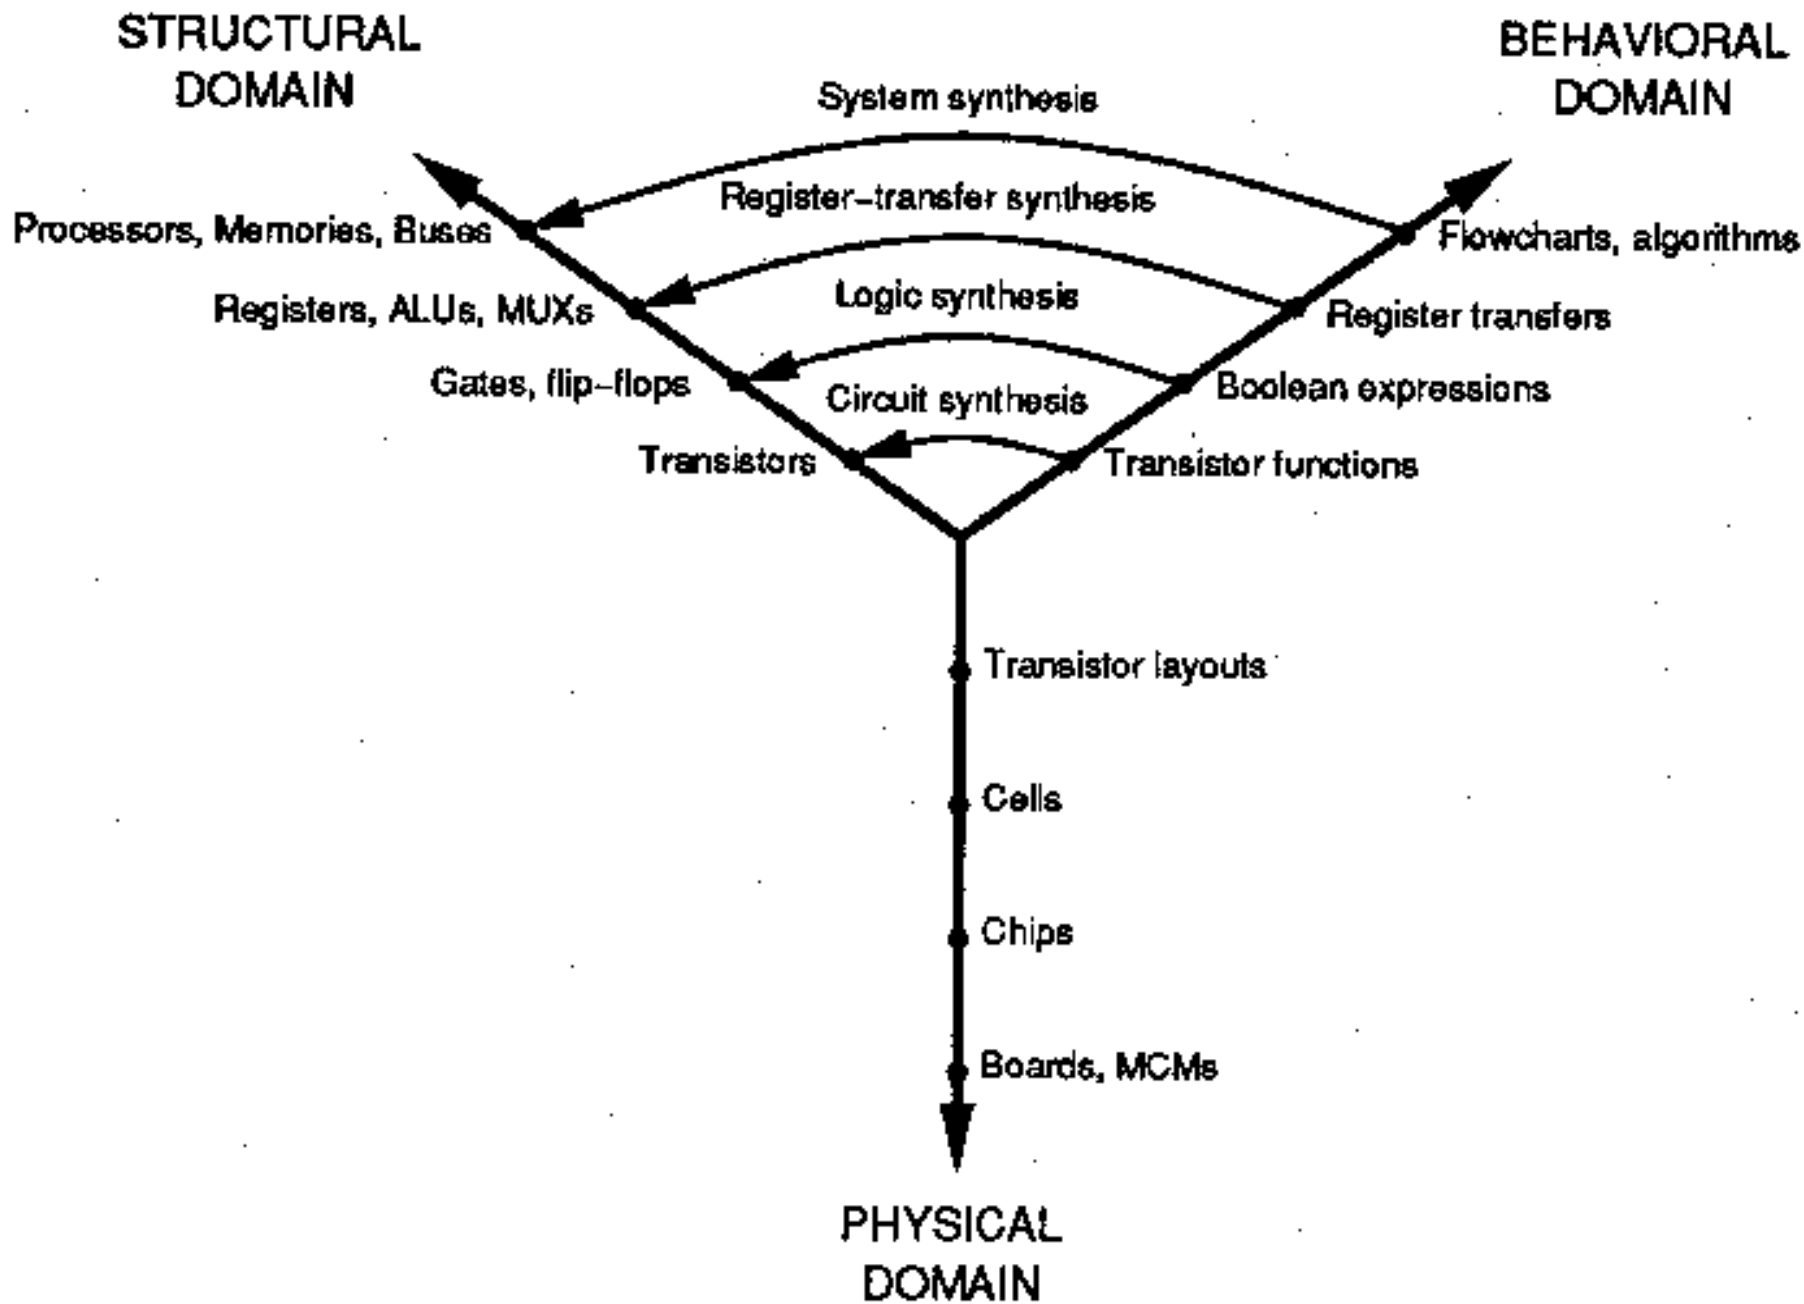 STRUCTURAL
DOMAIN
BEHAVIORAL
DOMAIN
System synthesis
Register-transfer synthesis
Processors, Memories, Buses
Flowcharts, algorithms
Logic synthesis
Registers, ALUs, MUXs
Register transfers
Gates, flip-flops
Boolean expressions
Circuit synthesis
Transistors
Transistor functions
Transistor layouts
Cells
Chips
Boards, MCMs
PHYSICAL
DOMAIN